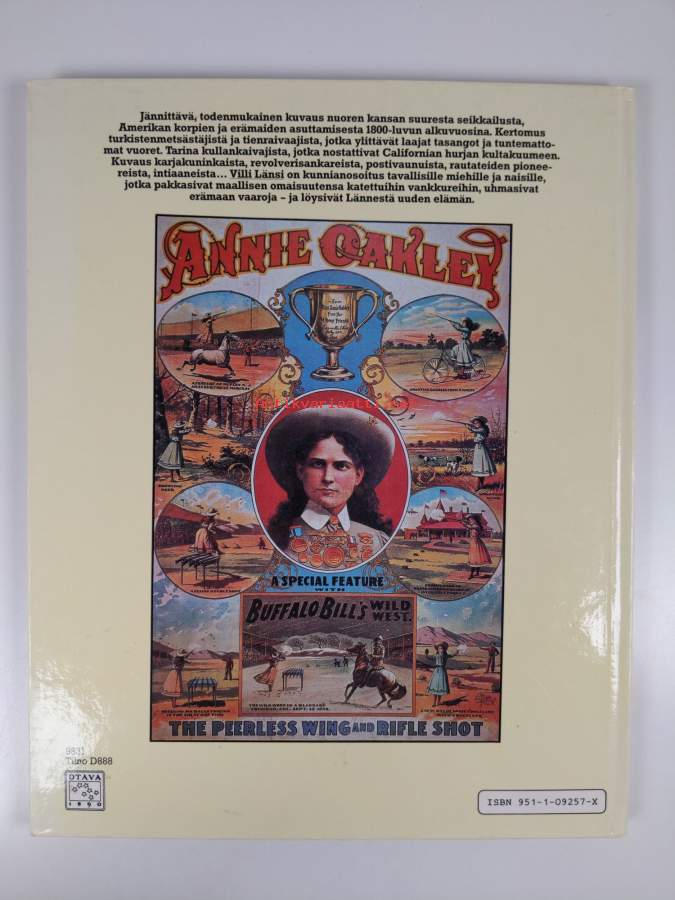 Jännittävä, todenmukainen kuvaus nuoren kansan suuresta seikkailusta,
Amerikan korpien ja erämaiden asuttamisesta 1800-luvun alkuvuosina. Kertomus
turkistenmetsästäjistä ja tienraivaajista, jotka ylittävät laajat tasangot ja tuntematto-
mat vuoret. Tarina kullankaivajista, jotka nostattivat Californian hurjan kultakuumeen.
Kuvaus karjakuninkaista, revolverisankareista, postivaunuista, rautateiden pionee-
reista, intiaaneista... Villi Länsi on kunnianosoitus tavallisille miehille ja naisille,
jotka pakkasivat maallisen omaisuutensa katettuihin vankkureihin, uhmasivat
erämaan vaaroja – ja löysivät Lännestä uuden elämän.
ANNIE OAKLEY
antikvariaatti
A SPECIAL FEATURE
WITH
BUFFALO BILL'S WILD
WEST.
THE PEERLESS WING AND RIFLE SHOT
9831
Tilno D888
OTAVA
1890
ISBN 951-1-09257-X